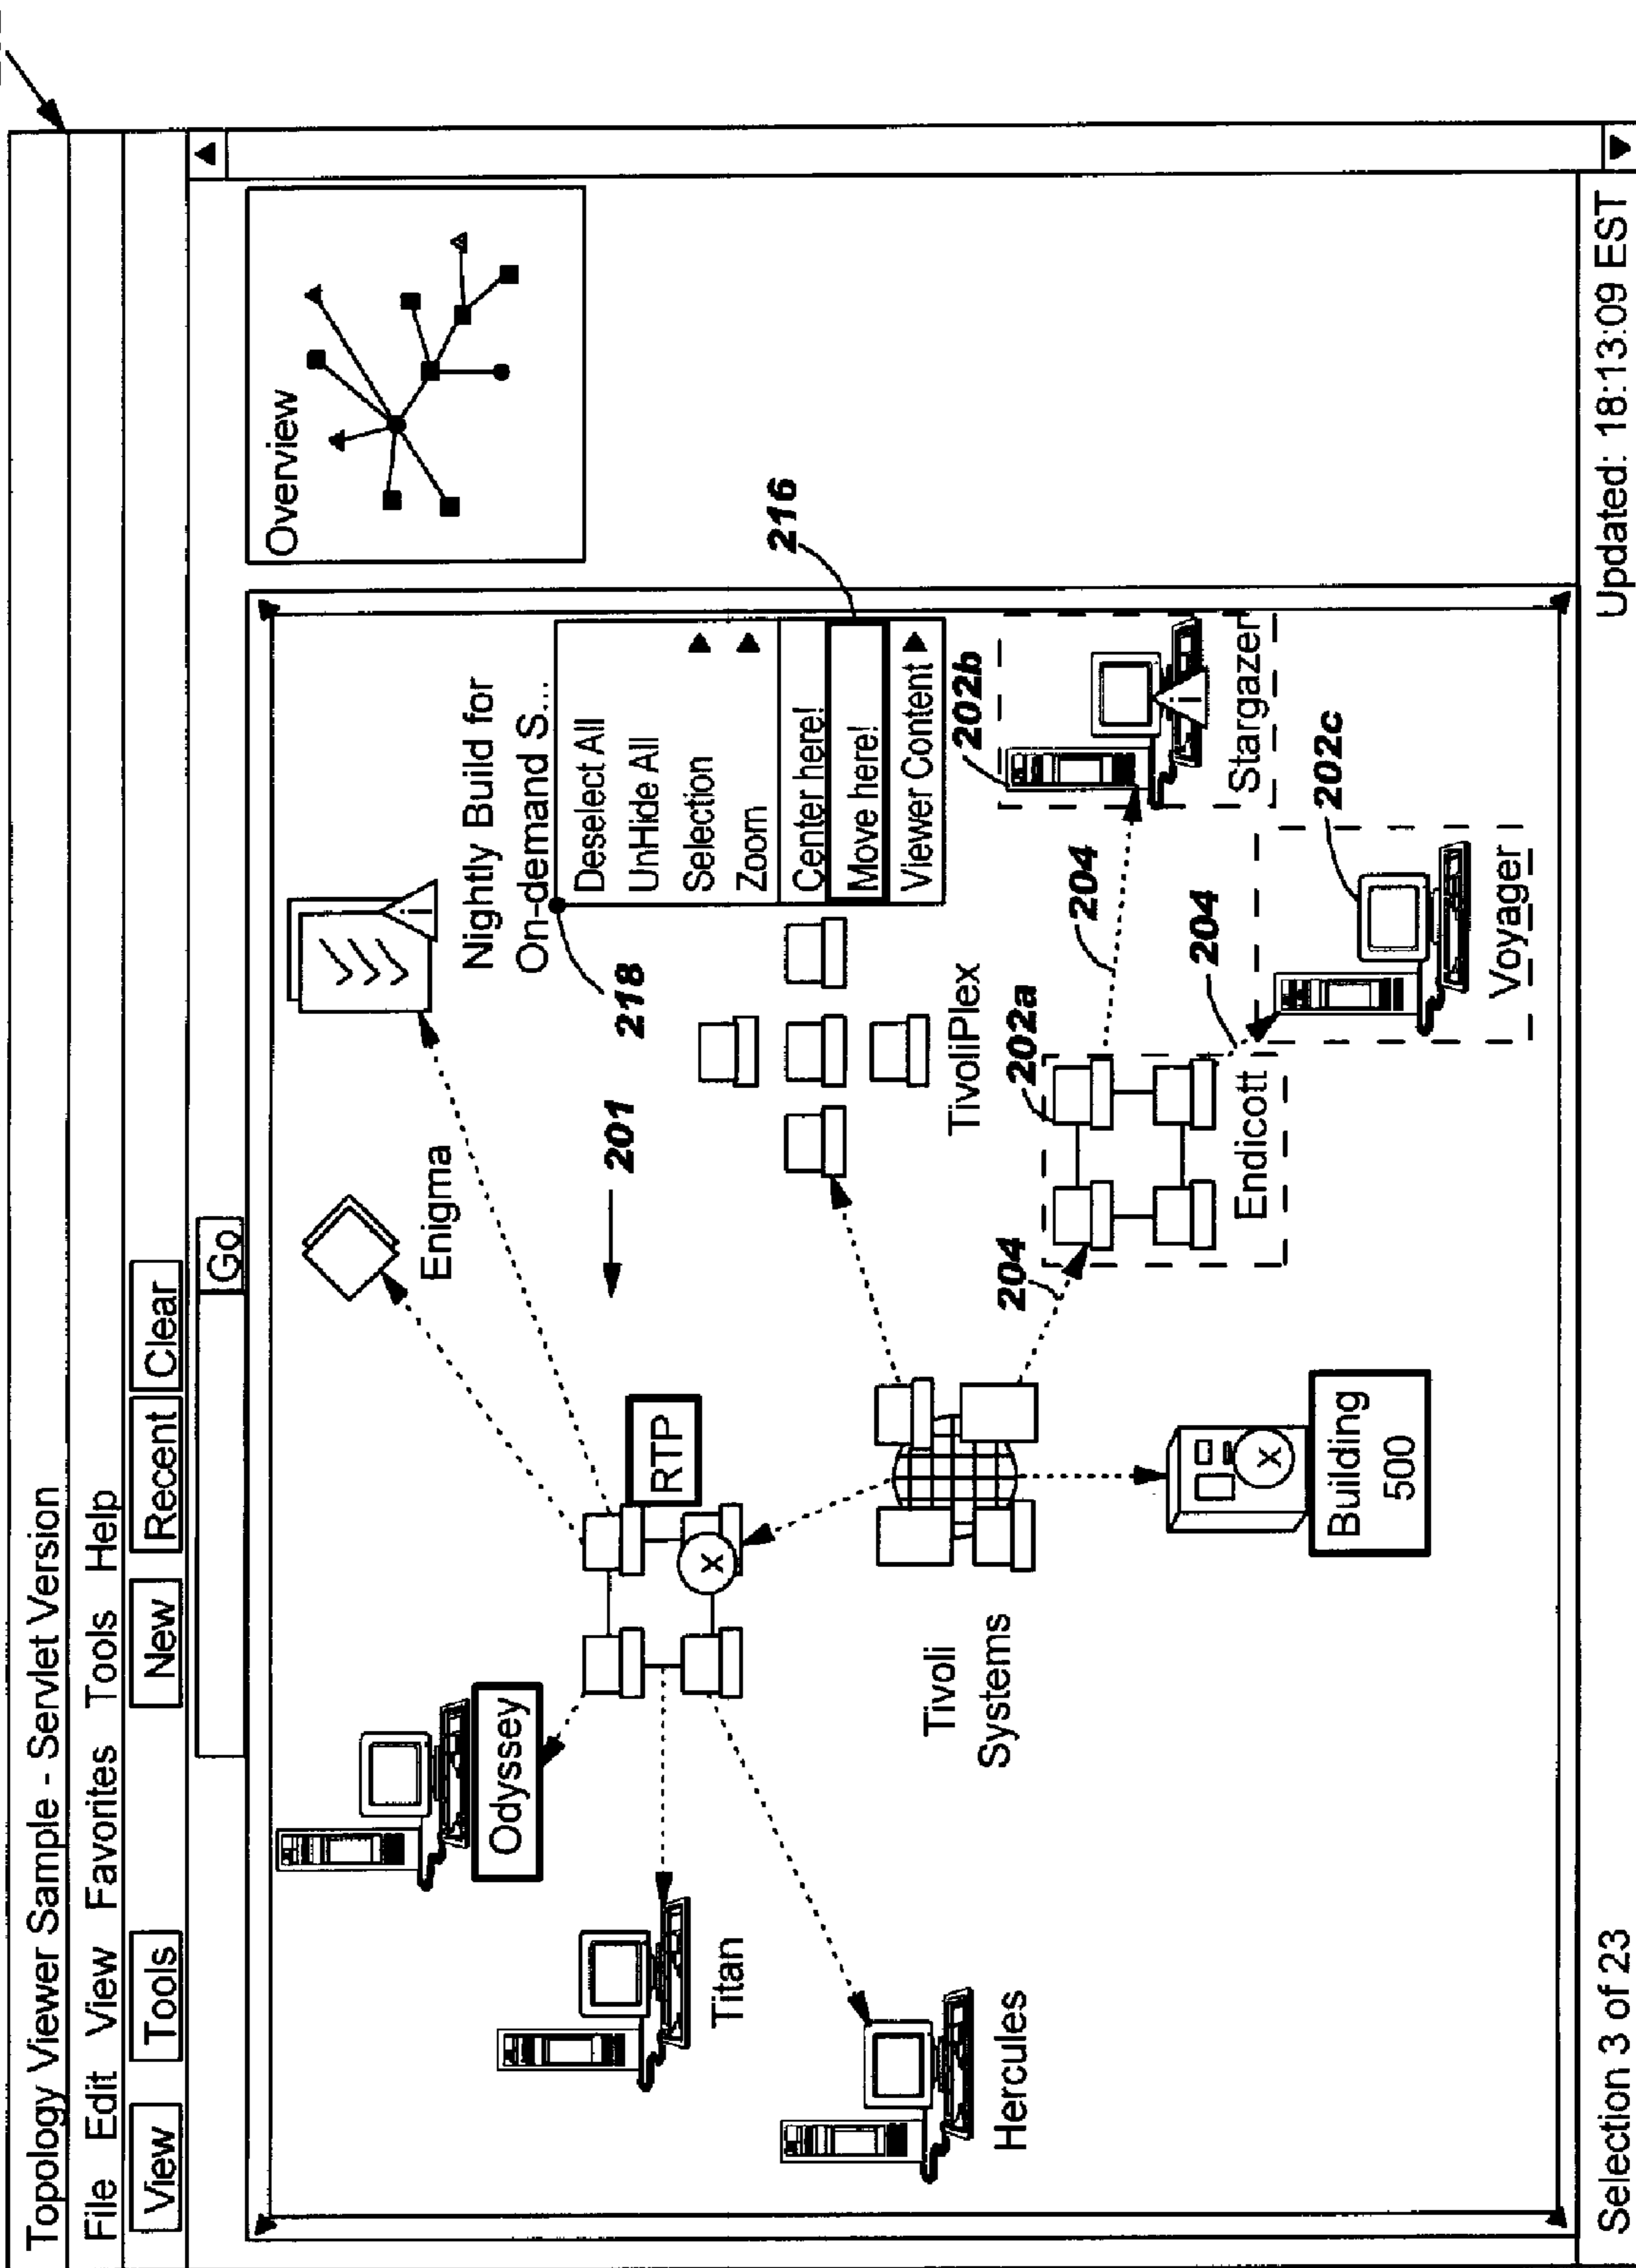 Topology Viewer Sample - Servlet Version
File Edit View Favorites Tools Help
View Tools New Recent Clear
Go
Overview
Enigma
Nightly Build for
On-demand S...
Odyssey
RTP
201
218
Deselect All
UnHide All
Selection
Zoom
Center here!
Move here!
Viewer Content
216
Titan
TivoliPlex
Tivoli
Systems
Hercules
204
202a
204
202b
204
Endicott
Stargazer
202c
Voyager
Building
500
Selection 3 of 23
Updated: 18:13:09 EST